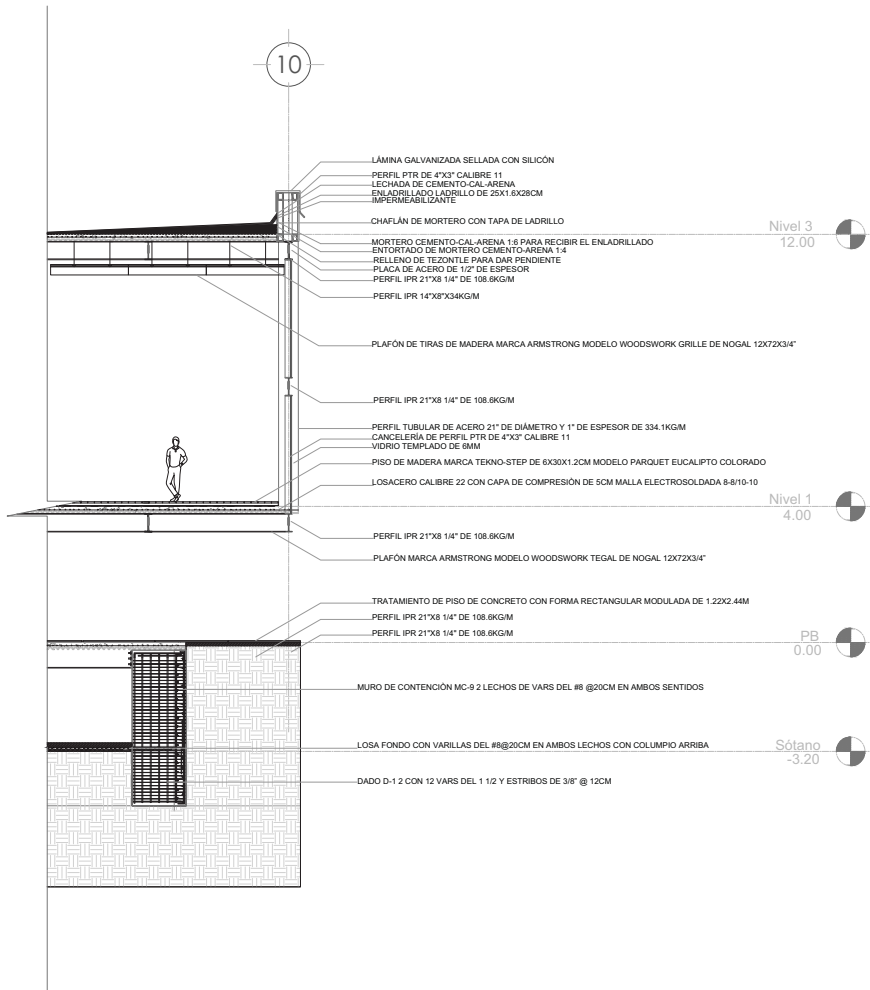 10
LÁMINA GALVANIZADA SELLADA CON SILICÓN
PERFIL PTR DE 4"X3" CALIBRE 11
LECHADA DE CEMENTO-CAL-ARENA
ENLADRILLADO LADRILLO DE 25X1.6X28CM
IMPERMEABILIZANTE
CHAFLÁN DE MORTERO CON TAPA DE LADRILLO
Nivel 3
12.00
MORTERO CEMENTO-CAL-ARENA 1:6 PARA RECIBIR EL ENLADRILLADO
ENTORTADO DE MORTERO CEMENTO-ARENA 1:4
RELLENO DE TEZONTLE PARA DAR PENDIENTE
PLACA DE ACERO DE 1/2" DE ESPESOR
PERFIL IPR 21"X8 1/4" DE 108.6KG/M
PERFIL IPR 14"X8"X34KG/M
PLAFÓN DE TIRAS DE MADERA MARCA ARMSTRONG MODELO WOODSWORK GRILLE DE NOGAL 12X72X3/4"
PERFIL IPR 21"X8 1/4" DE 108.6KG/M
PERFIL TUBULAR DE ACERO 21" DE DIÁMETRO Y 1" DE ESPESOR DE 334.1KG/M
CANCELERÍA DE PERFIL PTR DE 4"X3" CALIBRE 11
VIDRIO TEMPLADO DE 6MM
PISO DE MADERA MARCA TEKNO-STEP DE 6X30X1.2CM MODELO PARQUET EUCALIPTO COLORADO
LOSACERO CALIBRE 22 CON CAPA DE COMPRESIÓN DE 5CM MALLA ELECTROSOLDADA 8-8/10-10
Nivel 1
4.00
PERFIL IPR 21"X8 1/4" DE 108.6KG/M
PLAFÓN MARCA ARMSTRONG MODELO WOODSWORK TEGAL DE NOGAL 12X72X3/4"
TRATAMIENTO DE PISO DE CONCRETO CON FORMA RECTANGULAR MODULADA DE 1.22X2.44M
PERFIL IPR 21"X8 1/4" DE 108.6KG/M
PERFIL IPR 21"X8 1/4" DE 108.6KG/M
PB
0.00
MURO DE CONTENCIÓN MC-9 2 LECHOS DE VARS DEL #8 @20CM EN AMBOS SENTIDOS
LOSA FONDO CON VARILLAS DEL #8@20CM EN AMBOS LECHOS CON COLUMPIO ARRIBA
Sótano
-3.20
DADO D-1 2 CON 12 VARS DEL 1 1/2 Y ESTRIBOS DE 3/8" @ 12CM